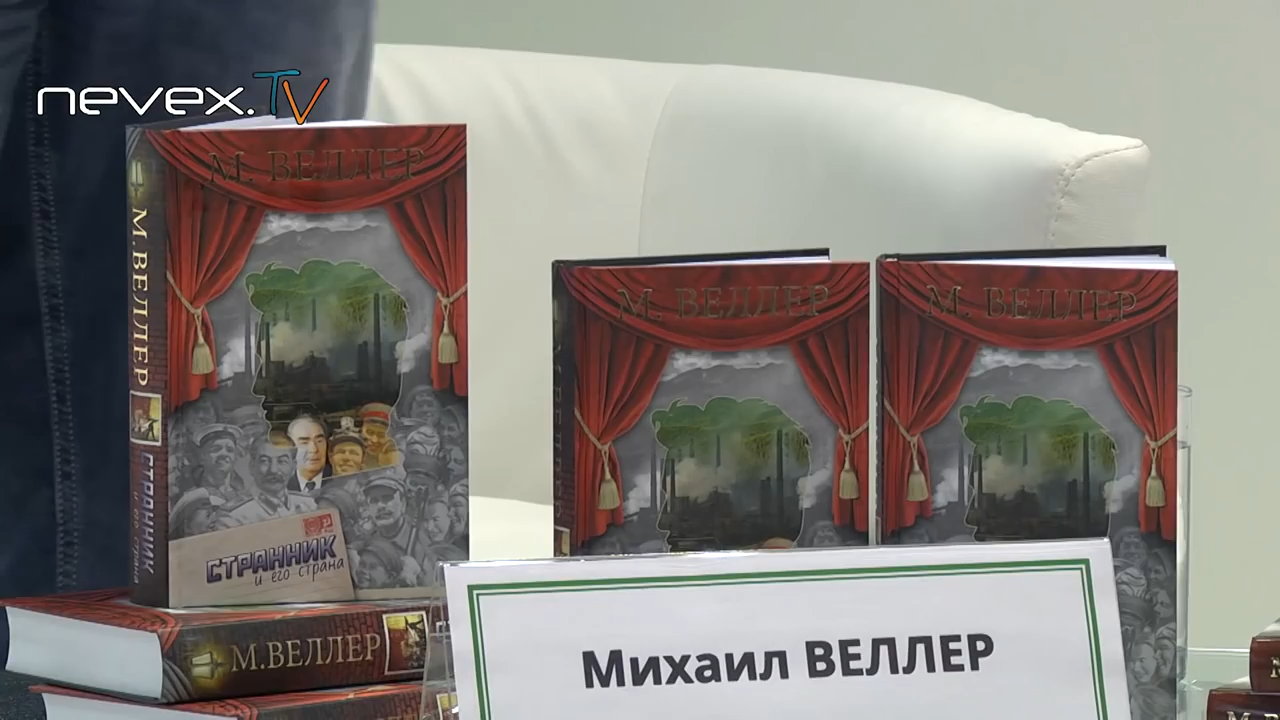 nevex.TV
М. ВЕЛЛЕР
М.ВЕЛЛЕР
СТРАННИК
и его страна
СТРАННИК
и его страна
М.ВЕЛЛЕР
М. ВЕЛЛЕР
М. ВЕЛЛЕР
Михаил ВЕЛЛЕР